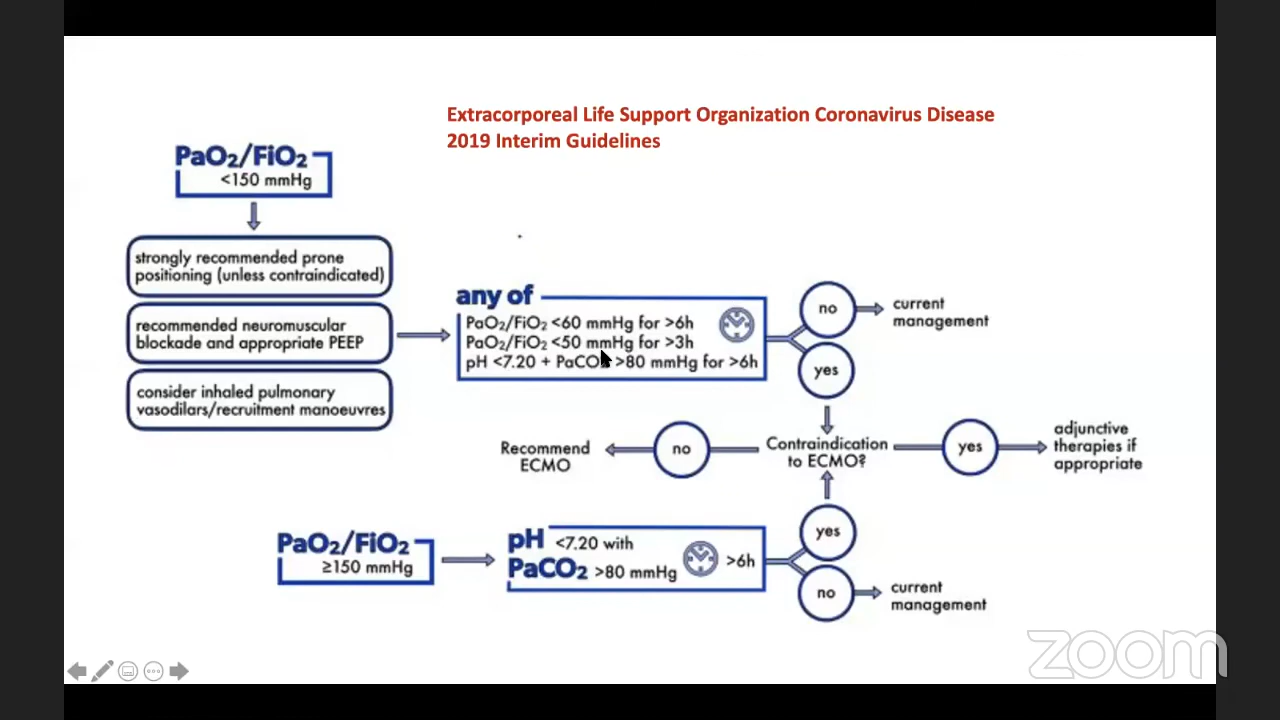 Extracorporeal Life Support Organization Coronavirus Disease
2019 Interim Guidelines
PaO2/FiO2
<150 mmHg
strongly recommended prone
positioning (unless contraindicated)
recommended neuromuscular
blockade and appropriate PEEP
consider inhaled pulmonary
vasodilars/recruitment manoeuvres
any of
PaO2/FiO2 <60 mmHg for >6h
PaO2/FiO2 <50 mmHg for >3h
pH <7.20 + PaCO2 >80 mmHg for >6h
no
current
management
yes
Contraindication
to ECMO?
no
Recommend
ECMO
yes
adjunctive
therapies if
appropriate
PaO2/FiO2
≥150 mmHg
pH <7.20 with
PaCO2 >80 mmHg
>6h
yes
no
current
management
zoom